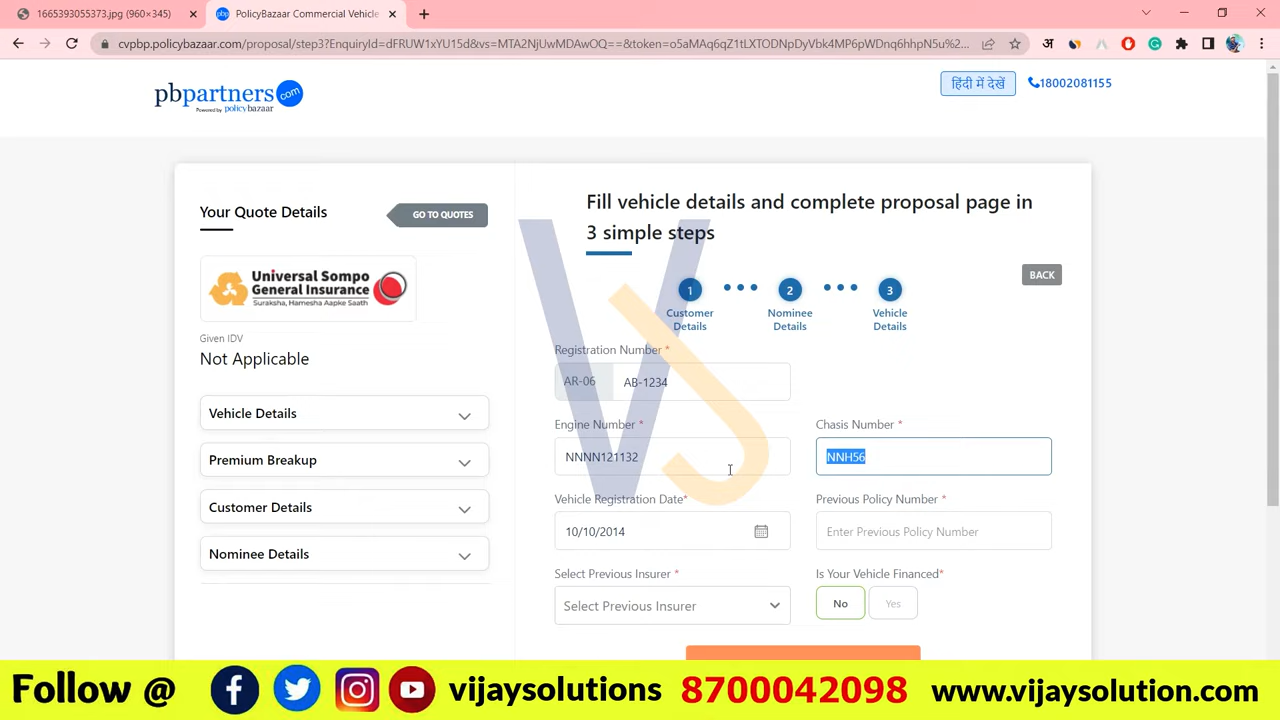 1665393055373.jpg (960×345)
PolicyBazaar Commercial Vehicle
cvpbp.policybazaar.com/proposal/step3?EnquiryId=dFRUW1xYU15d&vs=MTA2NjUwMDAwOQ==&token=o5aMAq6qZ1tLXTODNpDyVbk4MP6pWDnq6hhpN5u%2...
अ
pbpartners.com
Powered by policybazaar
हिंदी में देखें
18002081155
Your Quote Details
GO TO QUOTES
Universal Sompo
General Insurance
Suraksha, Hamesha Aapke Saath
Given IDV
Not Applicable
Vehicle Details
Premium Breakup
Customer Details
Nominee Details
Fill vehicle details and complete proposal page in
3 simple steps
BACK
1 2 3
Customer Details
Nominee Details
Vehicle Details
Registration Number *
AR-06 AB-1234
Engine Number *
Chasis Number *
NNNN121132
NNH56
Vehicle Registration Date*
Previous Policy Number *
10/10/2014
Enter Previous Policy Number
Select Previous Insurer *
Is Your Vehicle Financed*
Select Previous Insurer
No Yes
VJ
Follow @ vijaysolutions 8700042098 www.vijaysolution.com